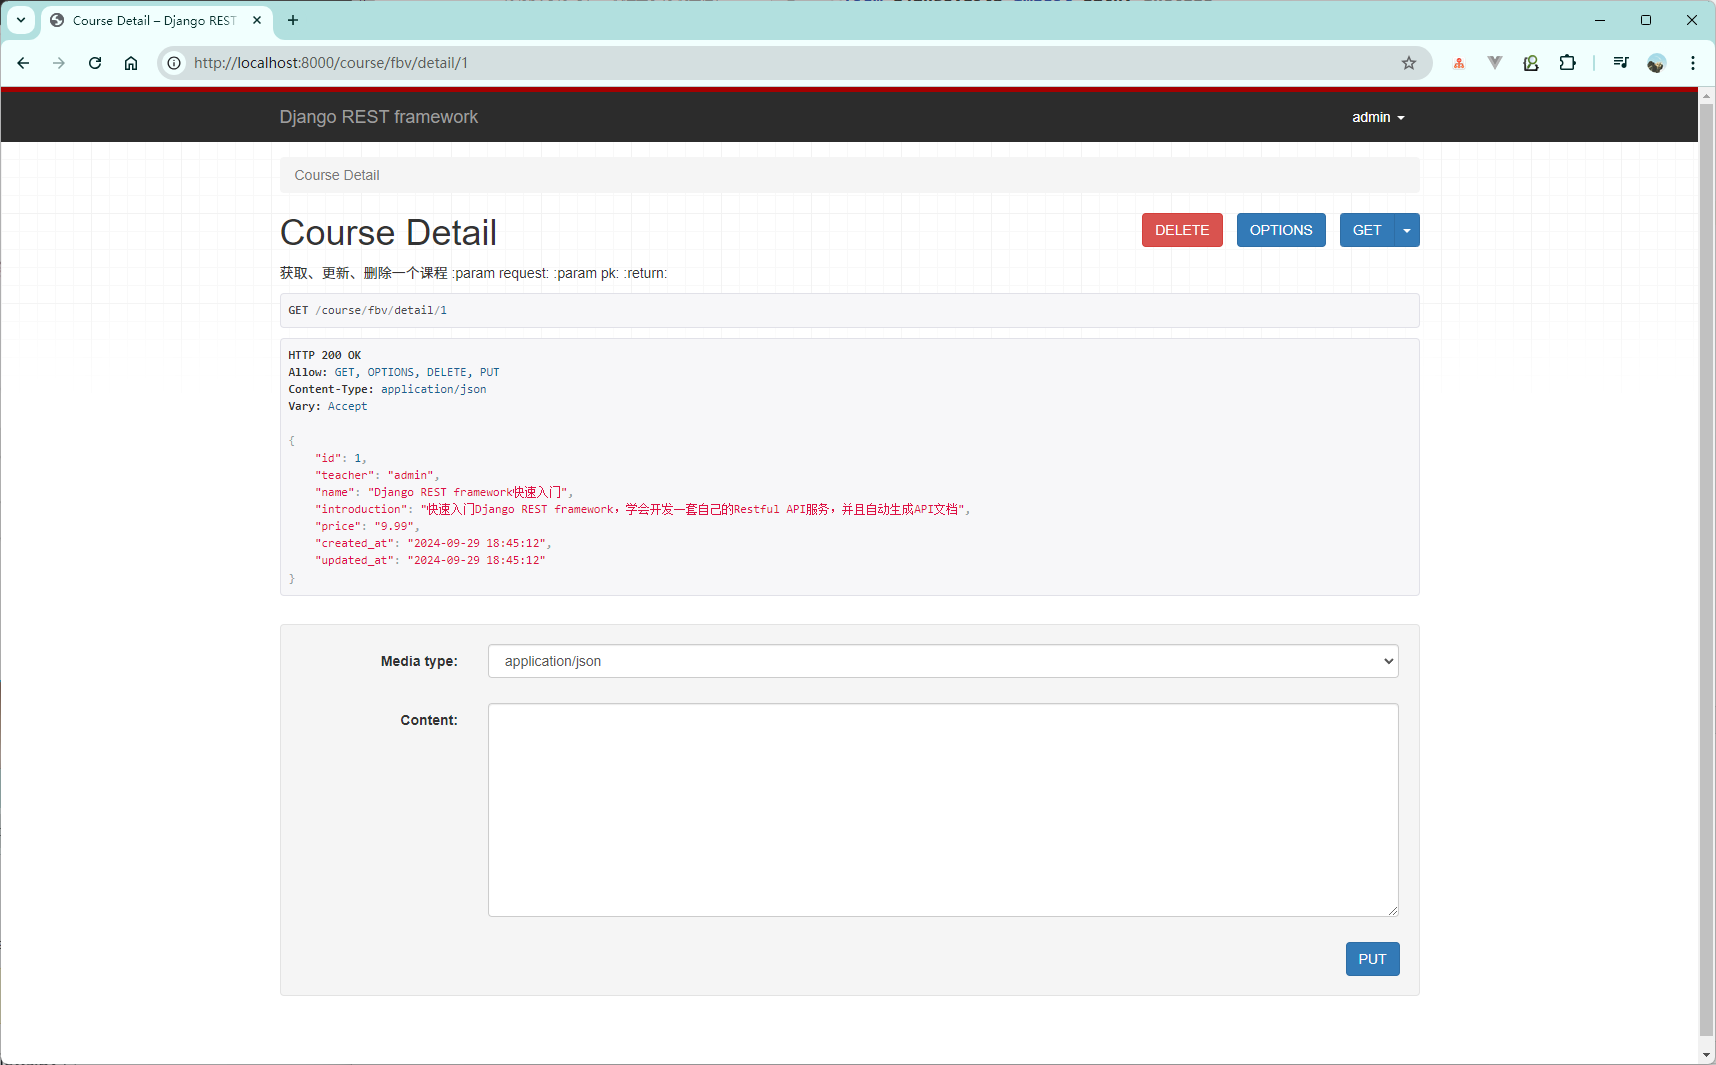 Course Detail – Django REST
http://localhost:8000/course/fbv/detail/1
Django REST framework
admin
Course Detail
Course Detail
DELETE
OPTIONS
GET
获取、更新、删除一个课程 :param request: :param pk: :return:
GET /course/fbv/detail/1
HTTP 200 OK
Allow: GET, OPTIONS, DELETE, PUT
Content-Type: application/json
Vary: Accept
{
"id": 1,
"teacher": "admin",
"name": "Django REST framework快速入门",
"introduction": "快速入门Django REST framework，学会开发一套自己的Restful API服务，并且自动生成API文档",
"price": "9.99",
"created_at": "2024-09-29 18:45:12",
"updated_at": "2024-09-29 18:45:12"
}
Media type:
application/json
Content:
PUT